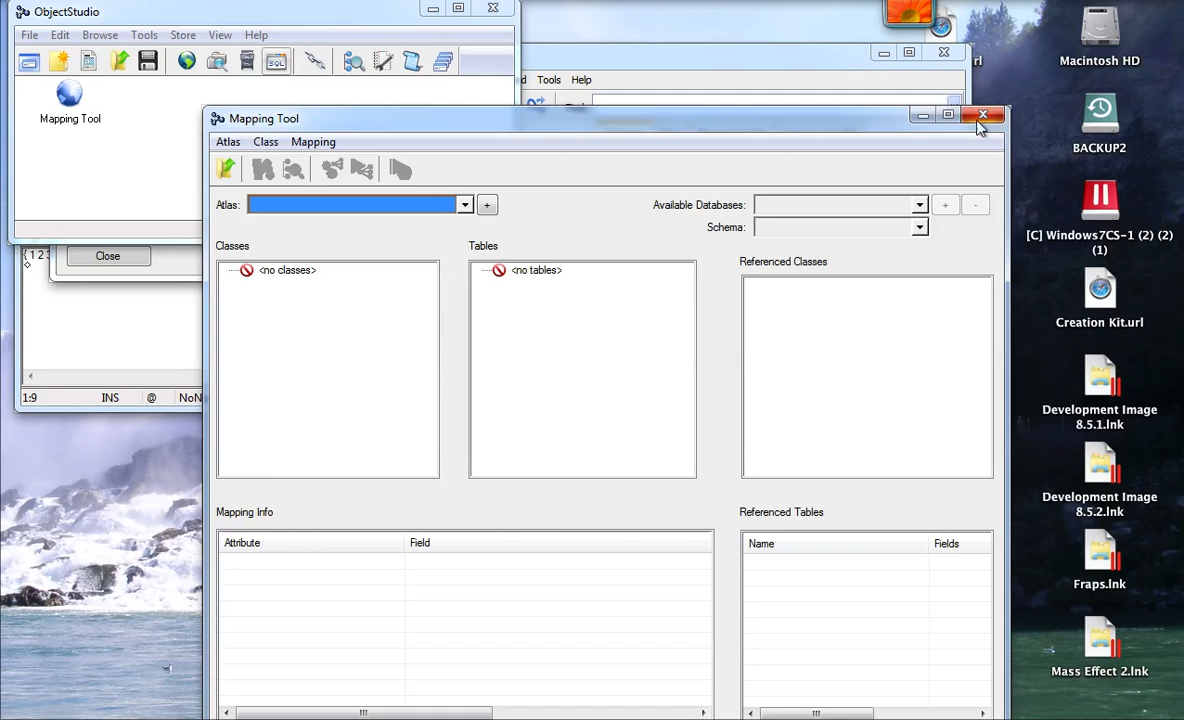 ObjectStudio
File Edit Browse Tools Store View Help
SQL
Mapping Tool
Tools Help
Mapping Tool
Atlas Class Mapping
Atlas:
+
Available Databases:
+ -
Schema:
Classes
Tables
Referenced Classes
<no classes>
<no tables>
Close
1:9 INS @
Mapping Info
Referenced Tables
Attribute Field
Name Fields
Macintosh HD
BACKUP2
[C] Windows7CS-1 (2) (2)
(1)
Creation Kit.url
Development Image
8.5.1.lnk
Development Image
8.5.2.lnk
Fraps.lnk
Mass Effect 2.lnk